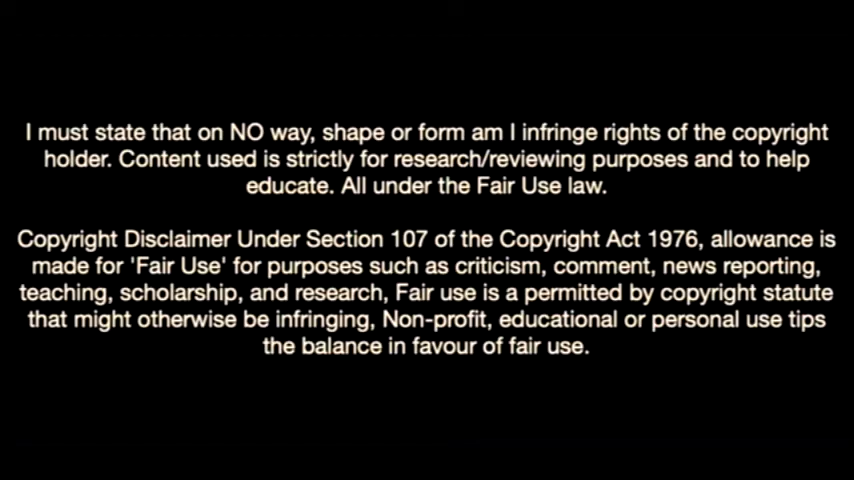 I must state that on NO way, shape or form am I infringe rights of the copyright
holder. Content used is strictly for research/reviewing purposes and to help
educate. All under the Fair Use law.
Copyright Disclaimer Under Section 107 of the Copyright Act 1976, allowance is
made for 'Fair Use' for purposes such as criticism, comment, news reporting,
teaching, scholarship, and research, Fair use is a permitted by copyright statute
that might otherwise be infringing, Non-profit, educational or personal use tips
the balance in favour of fair use.